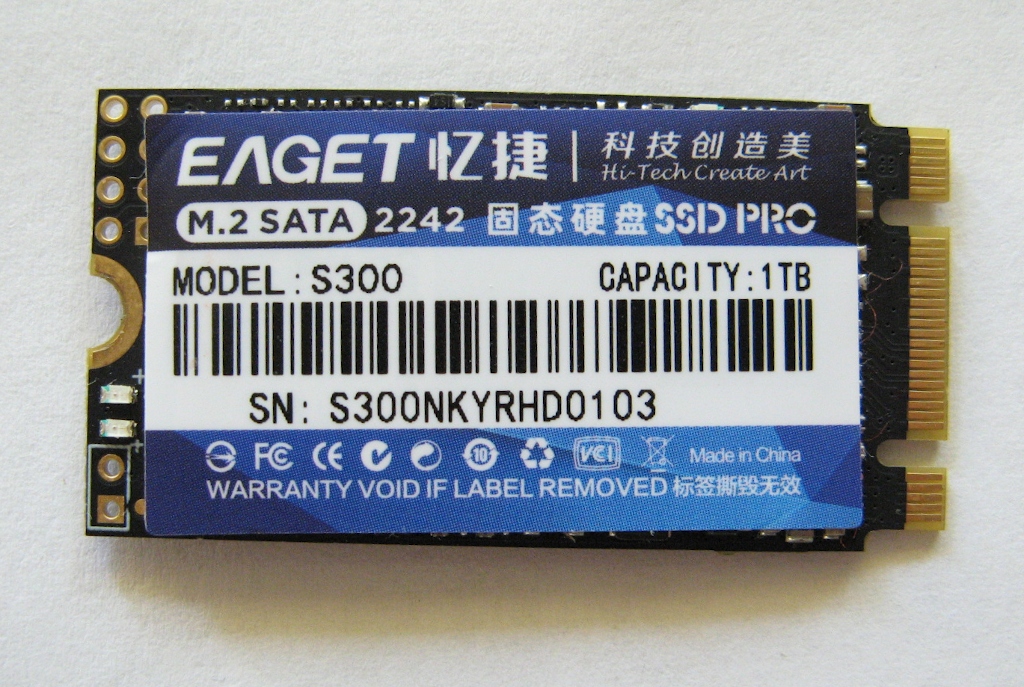 EAGET 忆捷 | 科技创造美
Hi-Tech Create Art
M.2 SATA 2242 固态硬盘 SSD PRO
MODEL:S300 CAPACITY:1TB
SN: S300NKYRHD0103
FC CE 10 VCI Made in China
WARRANTY VOID IF LABEL REMOVED 标签撕毁无效